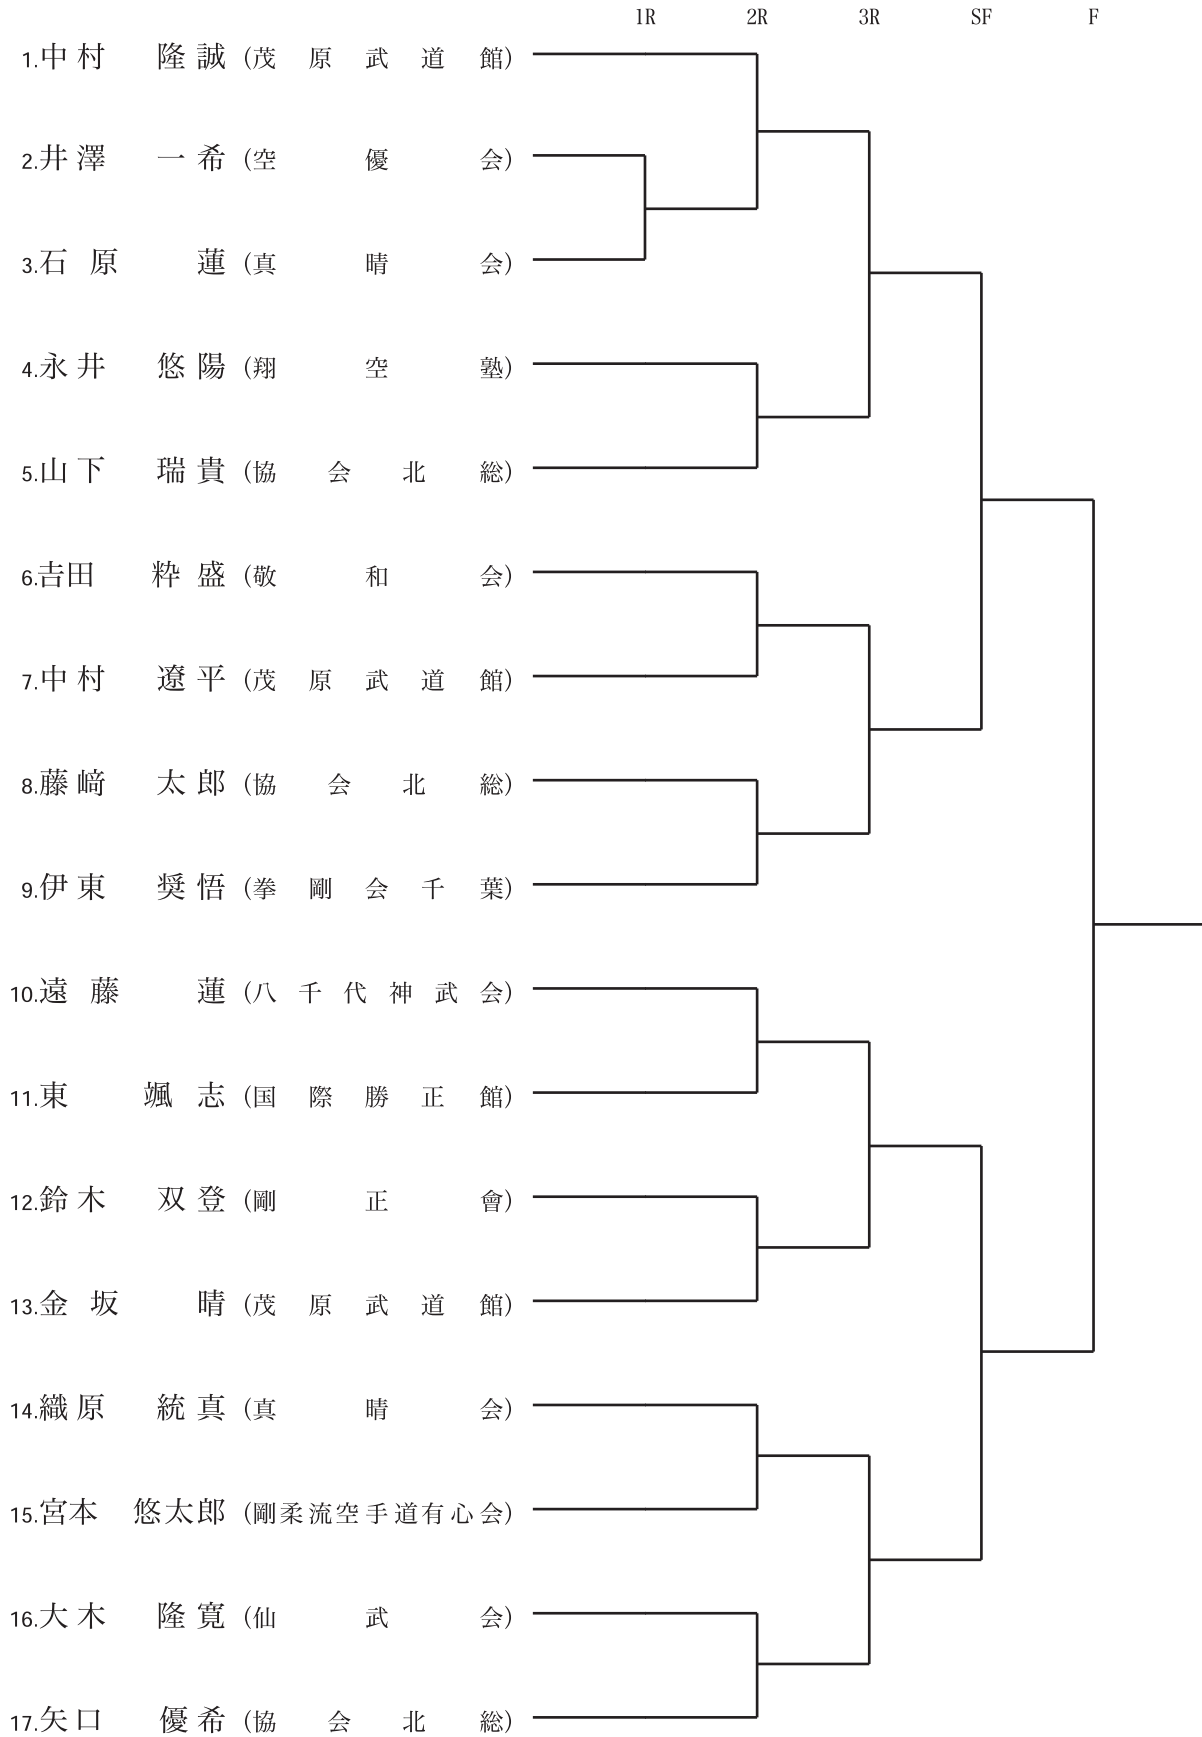 1R 2R 3R SF F
1.中村 隆誠（茂原武道館）
2.井澤 一希（空優会）
3.石原 蓮（真晴会）
4.永井 悠陽（翔空塾）
5.山下 瑞貴（協会北総）
6.𠮷田 粋盛（敬和会）
7.中村 遼平（茂原武道館）
8.藤﨑 太郎（協会北総）
9.伊東 奨悟（拳剛会千葉）
10.遠藤 蓮（八千代神武会）
11.東 颯志（国際勝正館）
12.鈴木 双登（剛正會）
13.金坂 晴（茂原武道館）
14.織原 統真（真晴会）
15.宮本 悠太郎（剛柔流空手道有心会）
16.大木 隆寛（仙武会）
17.矢口 優希（協会北総）